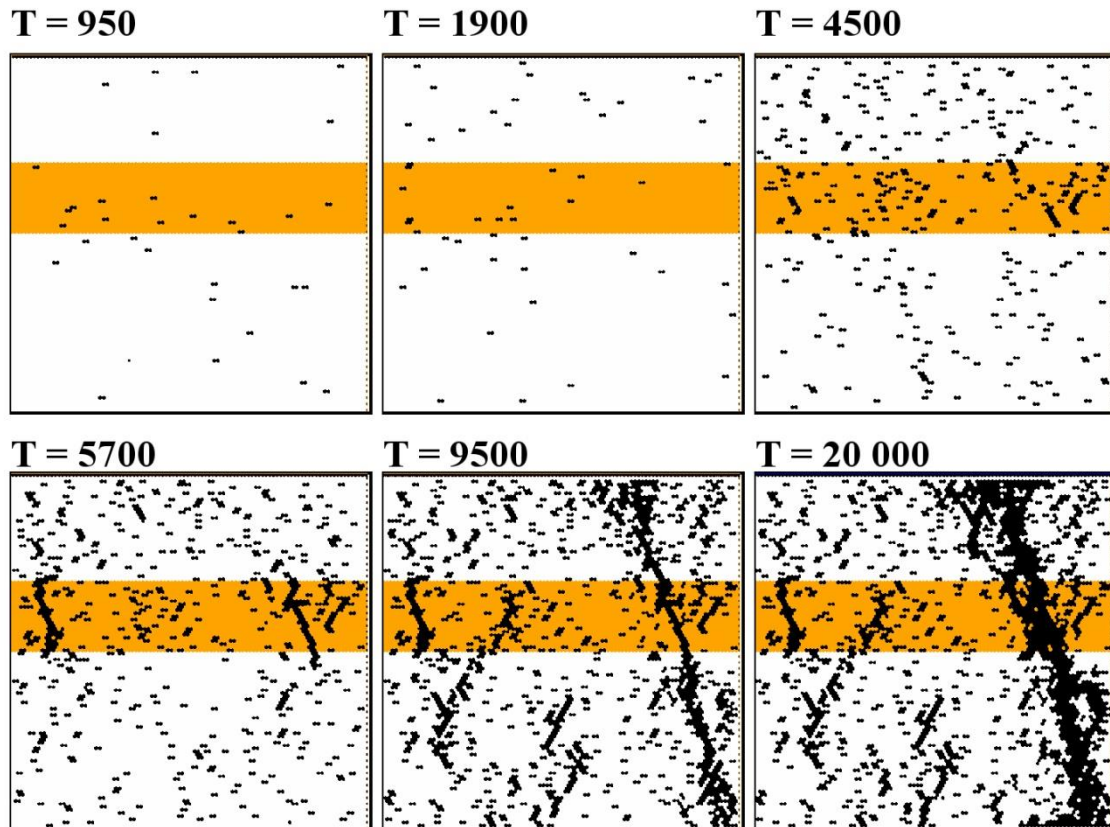 T = 950
T = 1900
T = 4500
T = 5700
T = 9500
T = 20 000